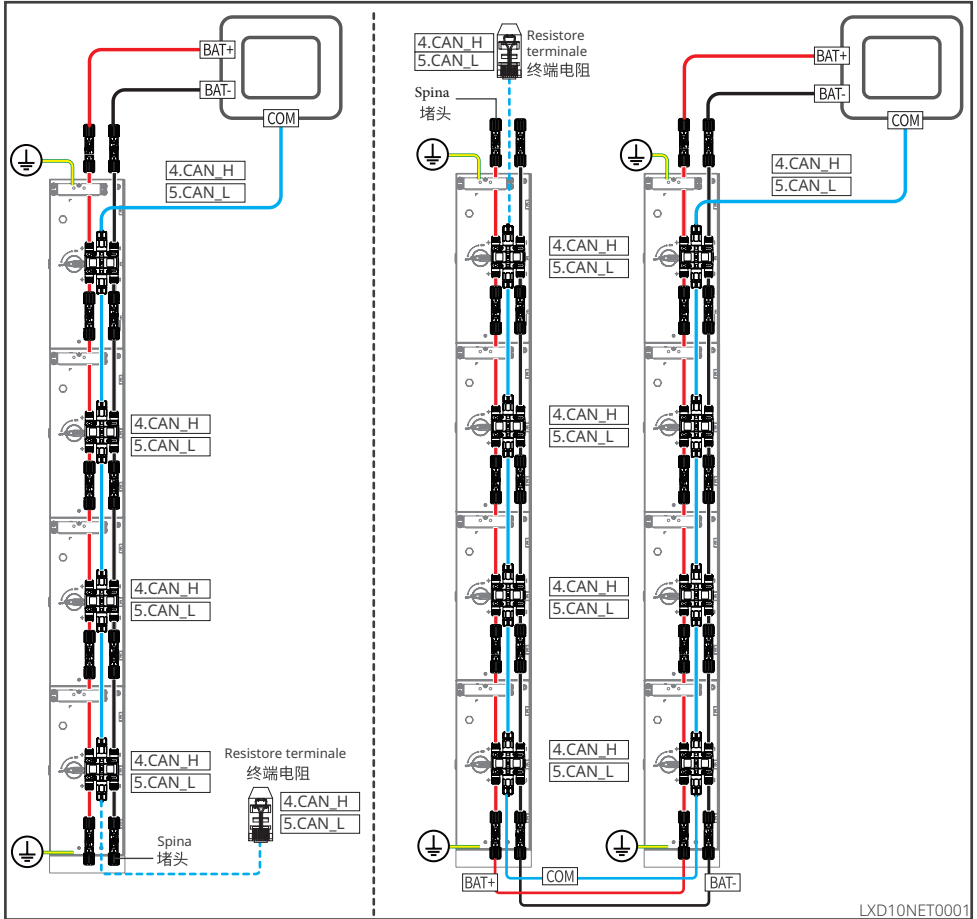 BAT+
BAT-
COM
4.CAN_H
5.CAN_L
4.CAN_H
5.CAN_L
4.CAN_H
5.CAN_L
4.CAN_H
5.CAN_L
Resistore terminale
终端电阻
4.CAN_H
5.CAN_L
Spina
堵头
4.CAN_H
5.CAN_L
Resistore
terminale
终端电阻
Spina
堵头
BAT+
BAT-
COM
4.CAN_H
5.CAN_L
4.CAN_H
5.CAN_L
4.CAN_H
5.CAN_L
4.CAN_H
5.CAN_L
4.CAN_H
5.CAN_L
BAT+
COM
BAT-
LXD10NET0001